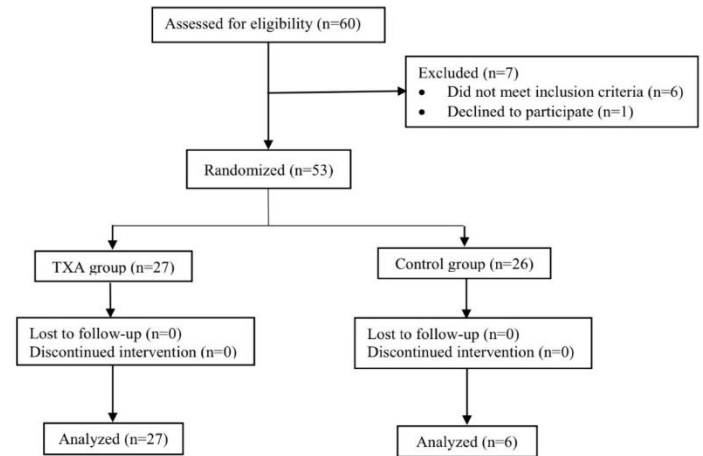 Assessed for eligibility (n=60)
Excluded (n=7)
• Did not meet inclusion criteria (n=6)
• Declined to participate (n=1)
Randomized (n=53)
TXA group (n=27)
Control group (n=26)
Lost to follow-up (n=0)
Discontinued intervention (n=0)
Lost to follow-up (n=0)
Discontinued intervention (n=0)
Analyzed (n=27)
Analyzed (n=6)